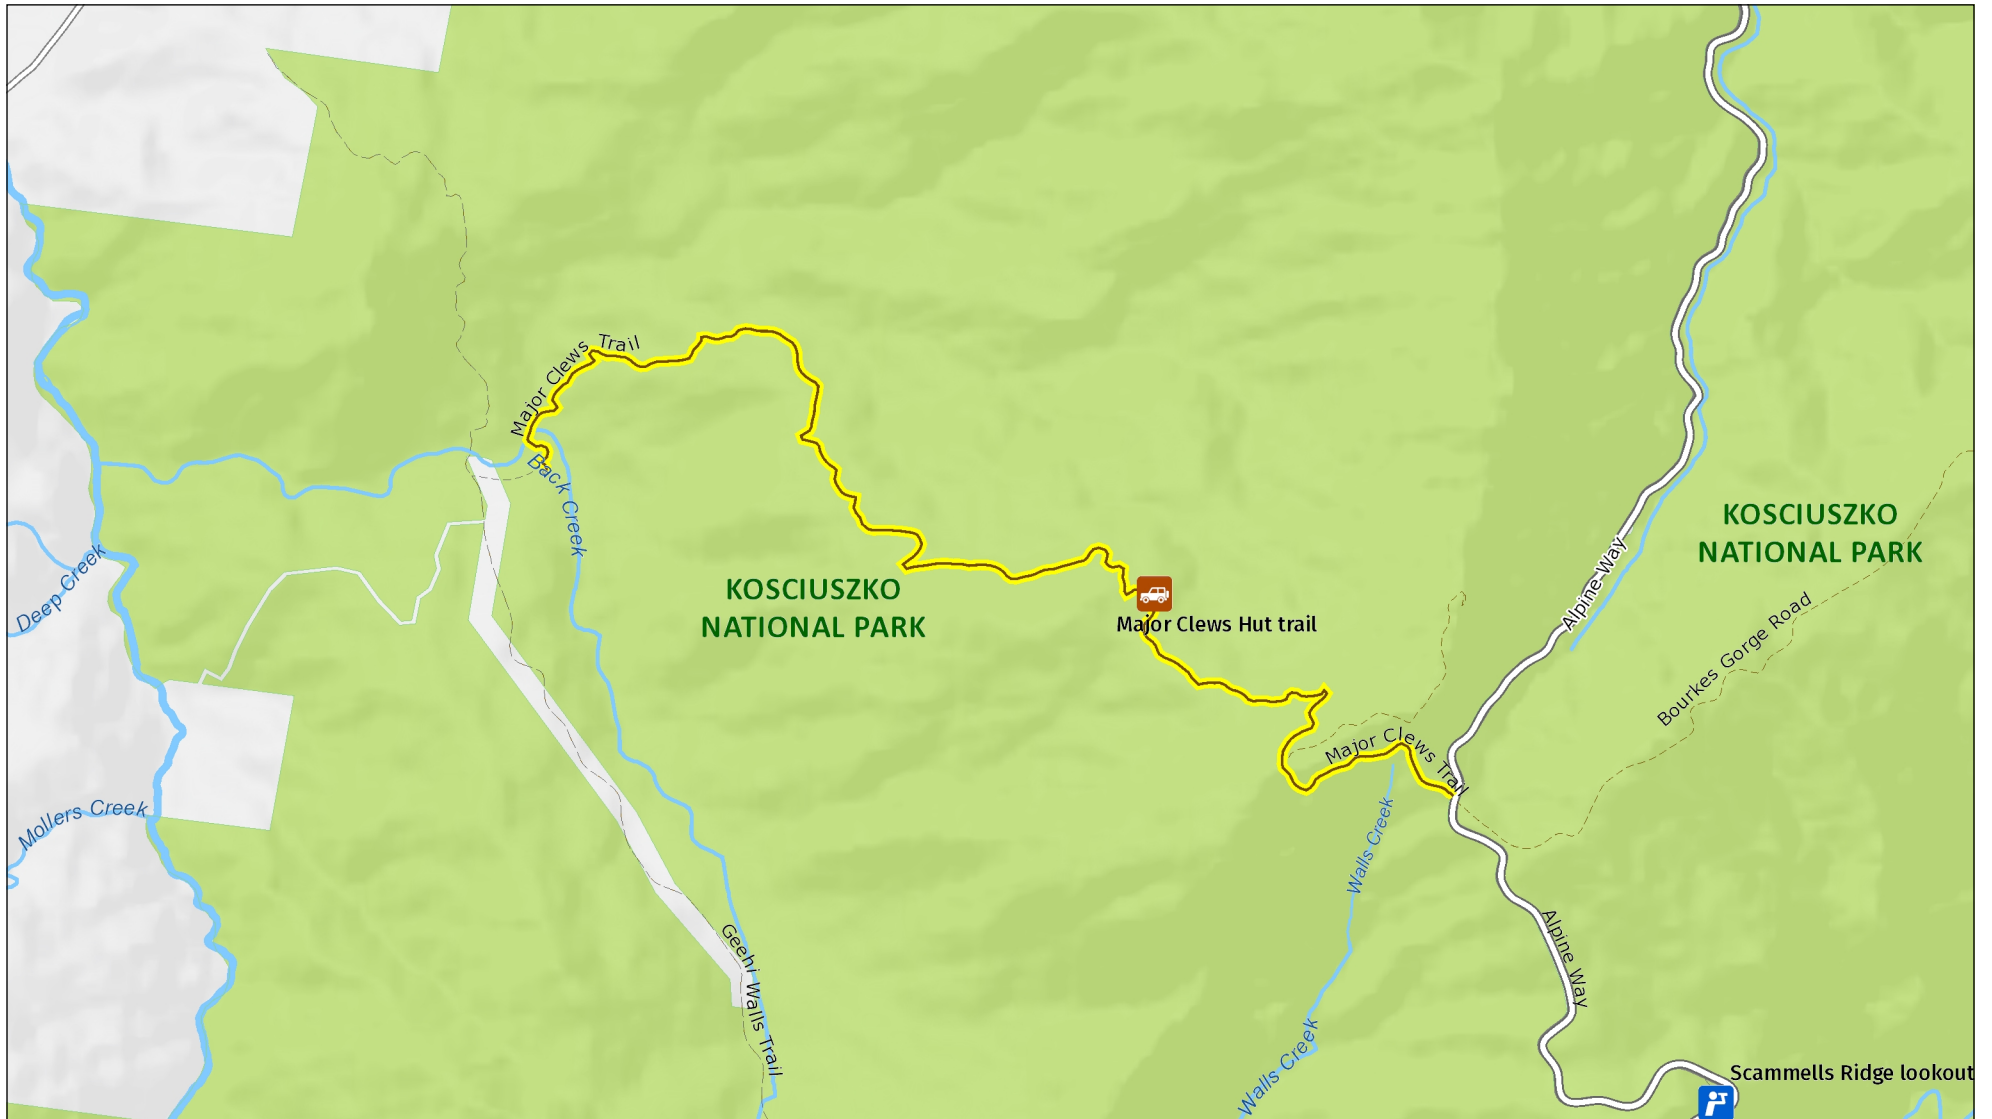 Major Clews Trail
Back Creek
KOSCIUSZKO
NATIONAL PARK
Alpine Way
Deep Creek
KOSCIUSZKO
NATIONAL PARK
Major Clews Hut trail
Bourkes Gorge Road
Major Clews Trail
Mollers Creek
Walls Creek
Geehi Walls Trail
Alpine Way
Walls Creek
Scammells Ridge lookout